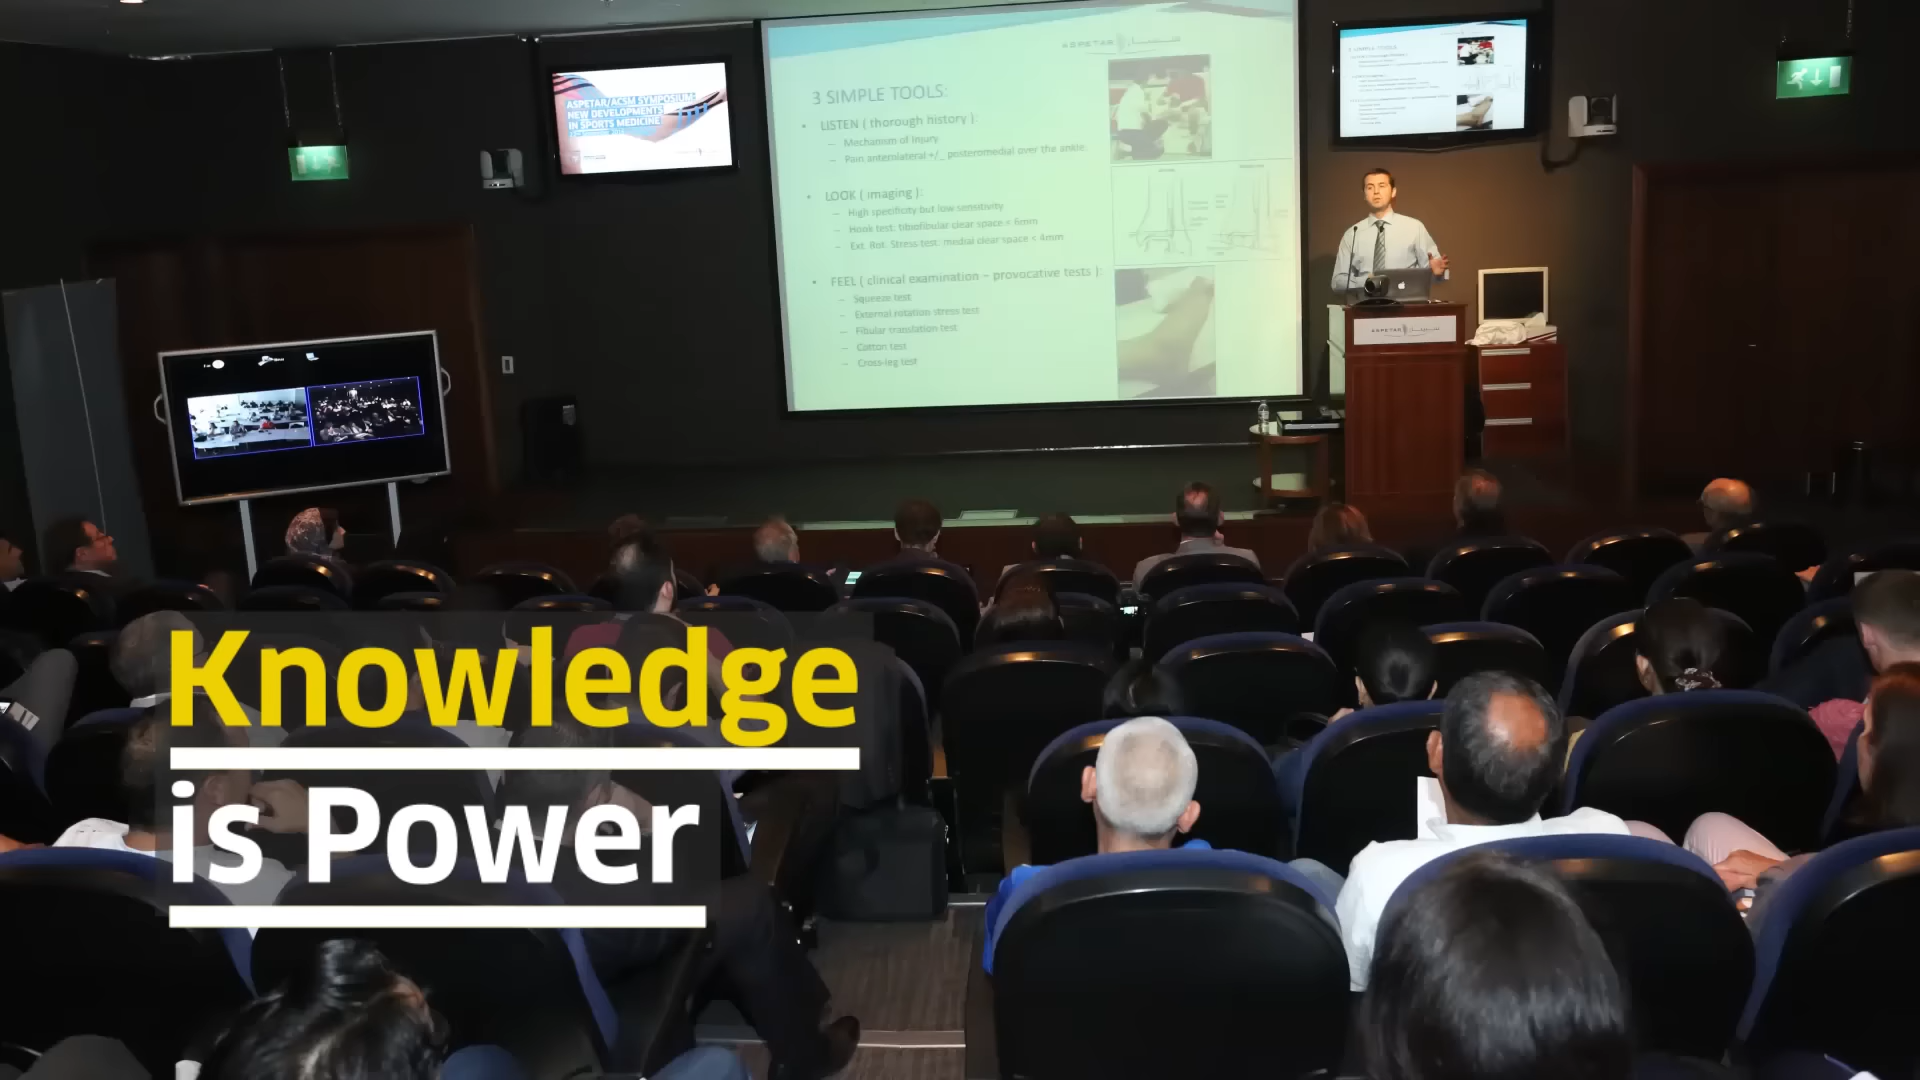 ASPETAR/ACSM SYMPOSIUM:
NEW DEVELOPMENTS
IN SPORTS MEDICINE
ASPETAR
3 SIMPLE TOOLS:
• LISTEN ( thorough history ):
– Mechanism of Injury
– Pain anterolateral +/_ posteromedial over the ankle
• LOOK ( imaging ):
– High specificity but low sensitivity
– Hook test: tibiofibular clear space < 6mm
– Ext. Rot. Stress test: medial clear space < 4mm
• FEEL ( clinical examination – provocative tests ):
– Squeeze test
– External rotation stress test
– Fibular translation test
– Cotton test
– Cross-leg test
3 SIMPLE TOOLS:
ASPETAR
Knowledge
is Power